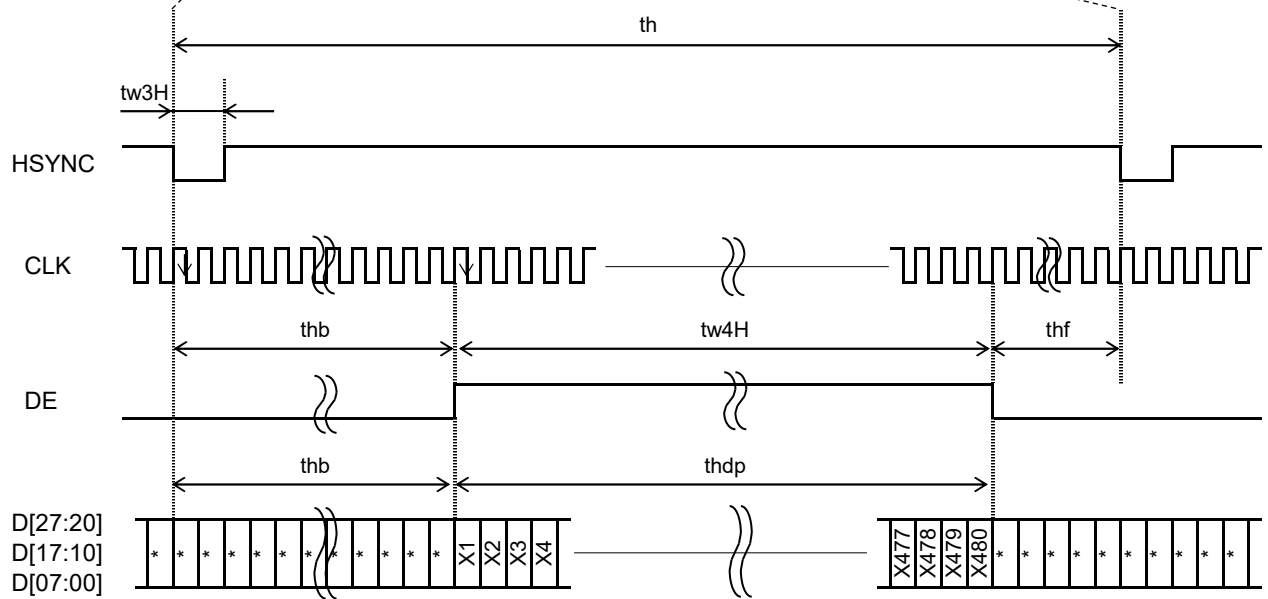 th
tw3H
HSYNC
CLK
thb tw4H thf
DE
thb thdp
D[27:20]
D[17:10] * * * * * * * * * * * * X1 X2 X3 X4 X477 X478 X479 X480 * * * * * * * * * *
D[07:00]